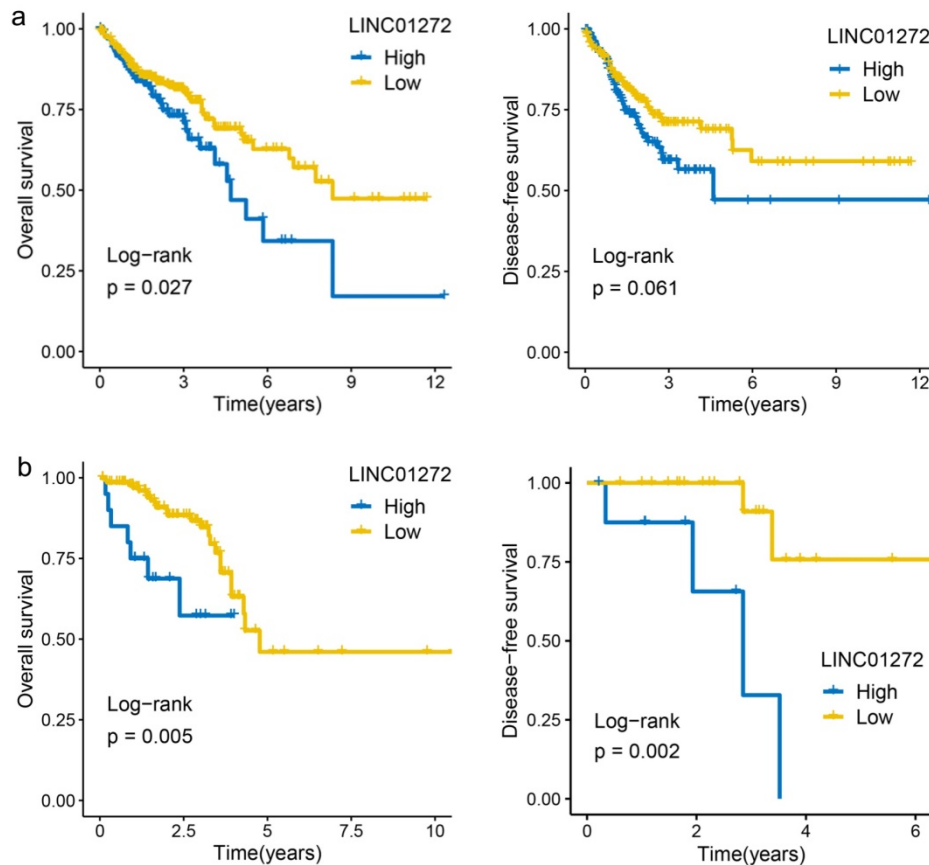 a
LINC01272
High
Low
Overall survival
1.00
0.75
0.50
0.25
0.00
Log-rank
p = 0.027
0 3 6 9 12
Time(years)
LINC01272
High
Low
Disease-free survival
1.00
0.75
0.50
0.25
0.00
Log-rank
p = 0.061
0 3 6 9 12
Time(years)
b
LINC01272
High
Low
Overall survival
1.00
0.75
0.50
0.25
0.00
Log-rank
p = 0.005
0 2.5 5 7.5 10
Time(years)
Disease-free survival
1.00
0.75
0.50
0.25
0.00
LINC01272
High
Low
Log-rank
p = 0.002
0 2 4 6
Time(years)